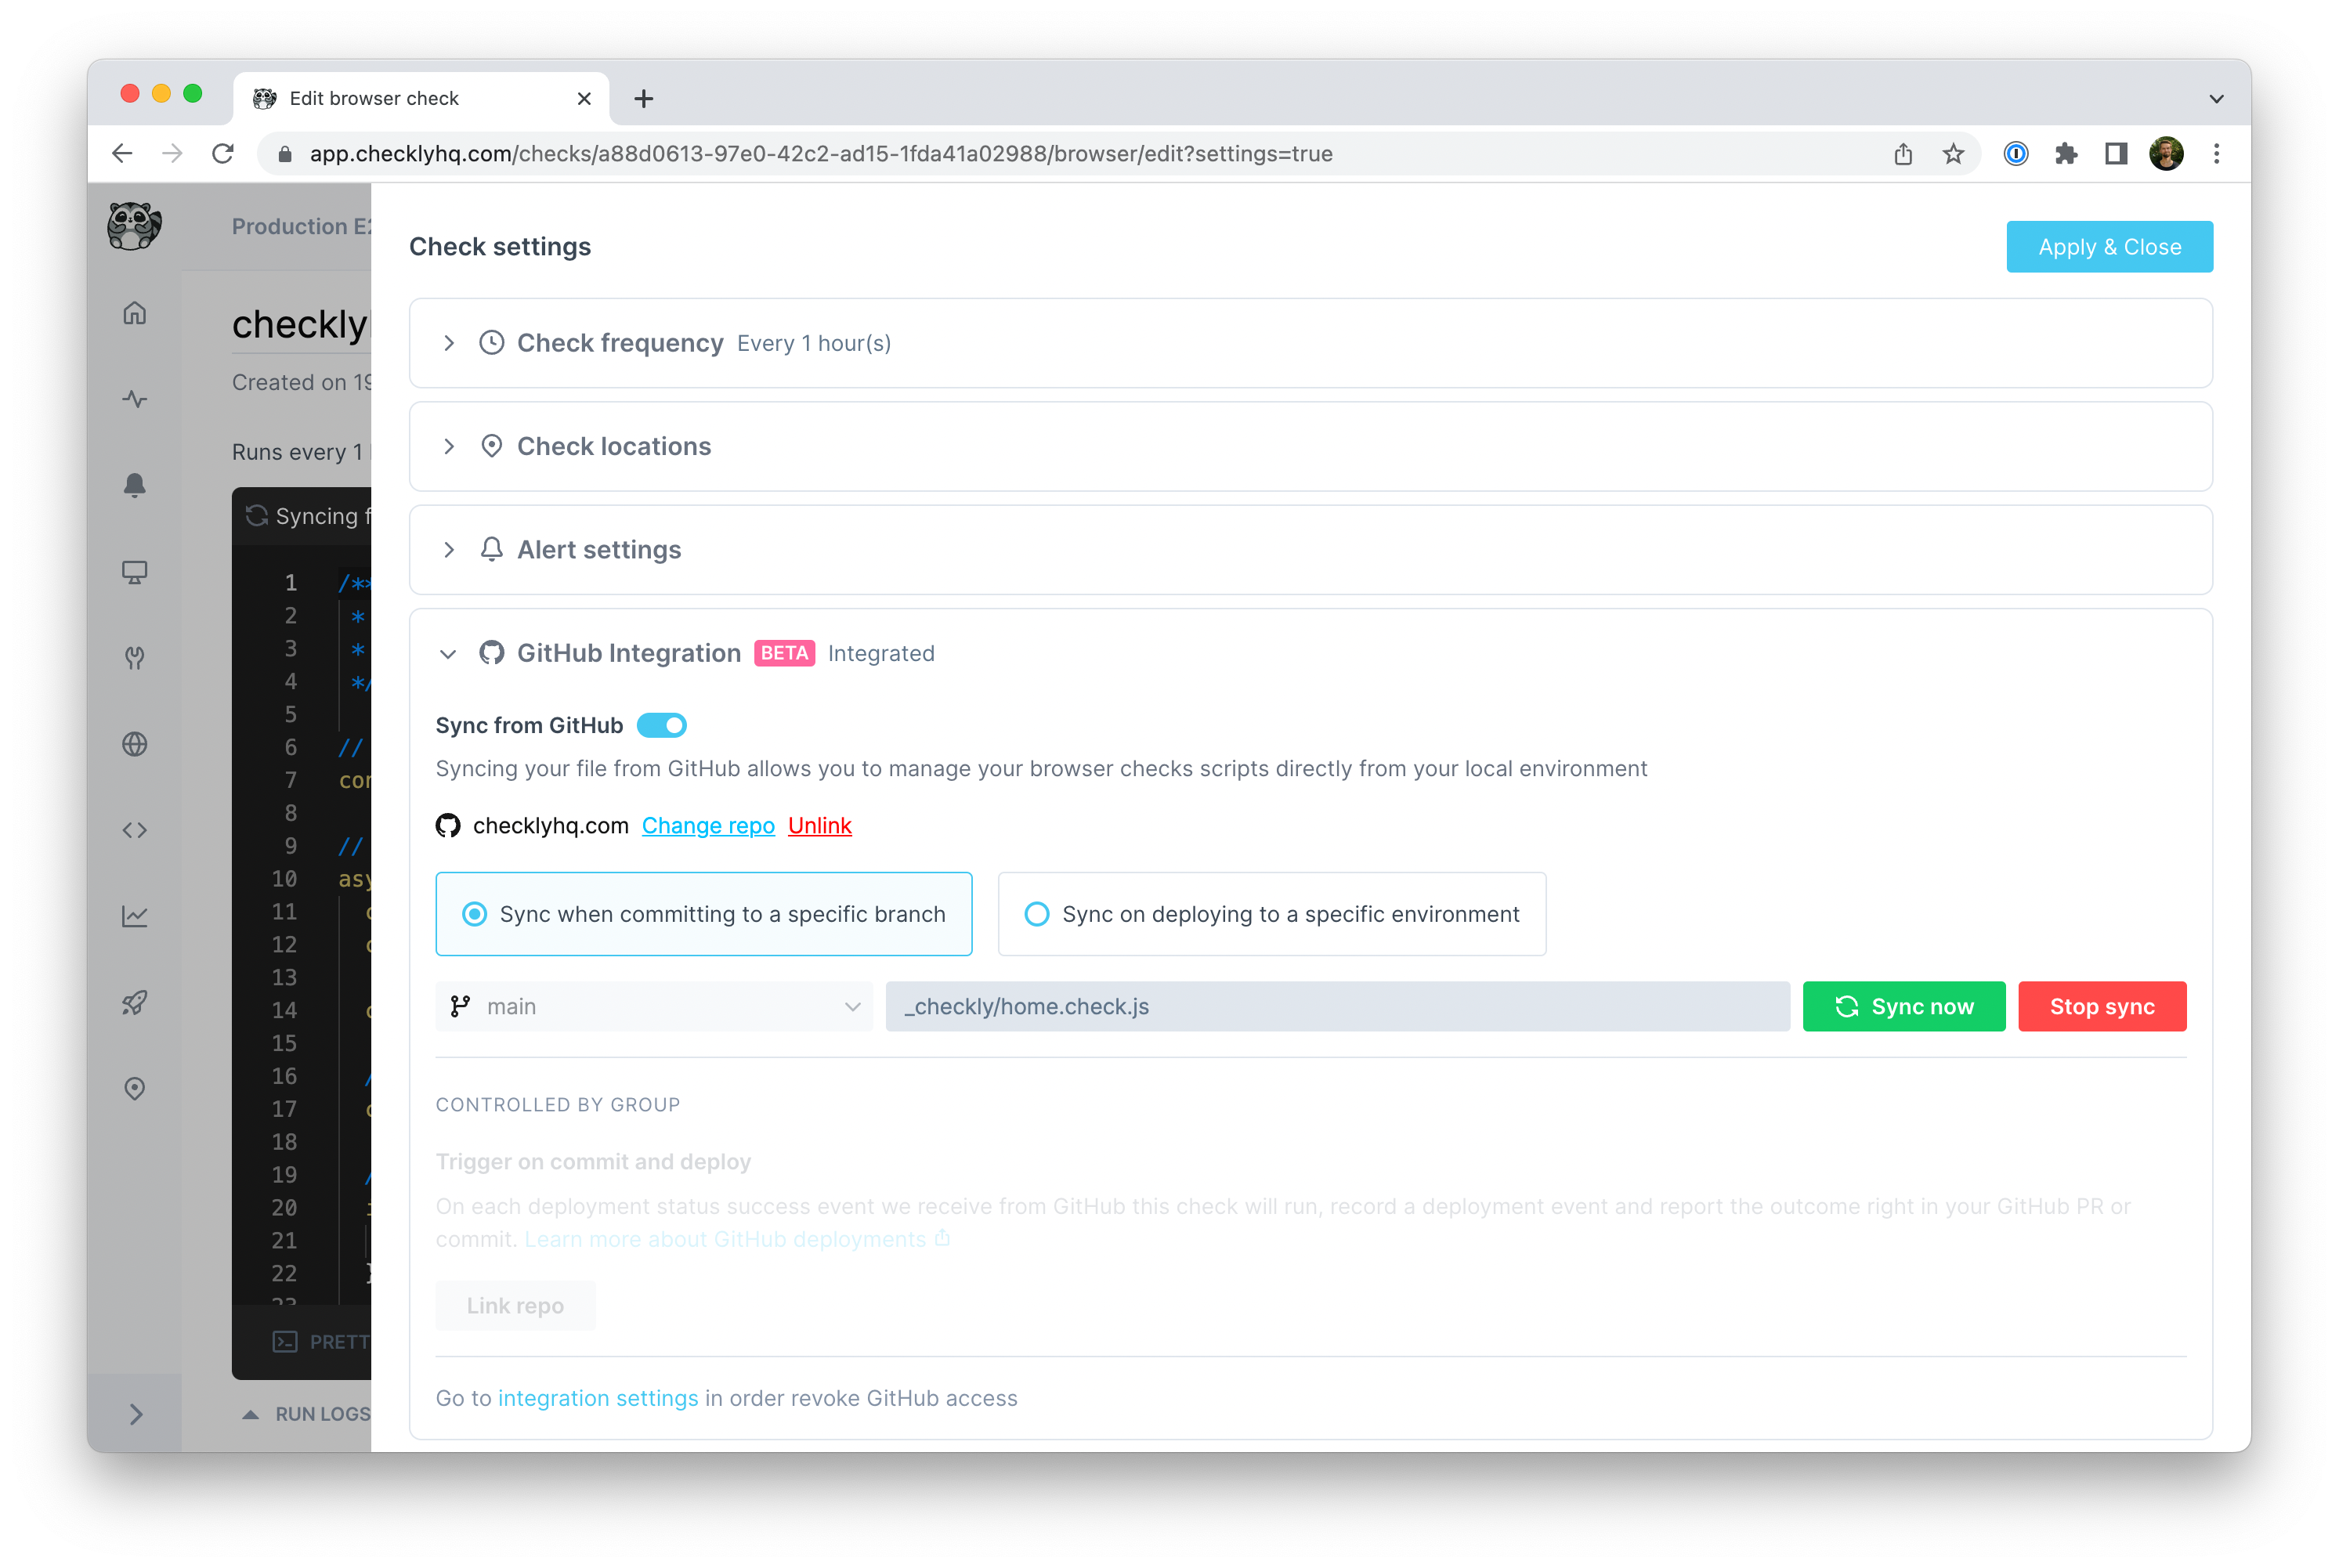 Edit browser check
app.checklyhq.com/checks/a88d0613-97e0-42c2-ad15-1fda41a02988/browser/edit?settings=true
Production E2
checkly
Created on 19
Runs every 1
Syncing f
1 /**
2 *
3 *
4 */
5
6 //
7 con
8
9 //
10 asy
11
12
13
14
15
16
17
18
19
20
21
22 }
23
PRETT
RUN LOGS
Check settings
Apply & Close
Check frequency Every 1 hour(s)
Check locations
Alert settings
GitHub Integration BETA Integrated
Sync from GitHub
Syncing your file from GitHub allows you to manage your browser checks scripts directly from your local environment
checklyhq.com Change repo Unlink
Sync when committing to a specific branch Sync on deploying to a specific environment
main _checkly/home.check.js Sync now Stop sync
CONTROLLED BY GROUP
Trigger on commit and deploy
On each deployment status success event we receive from GitHub this check will run, record a deployment event and report the outcome right in your GitHub PR or
commit. Learn more about GitHub deployments
Link repo
Go to integration settings in order revoke GitHub access